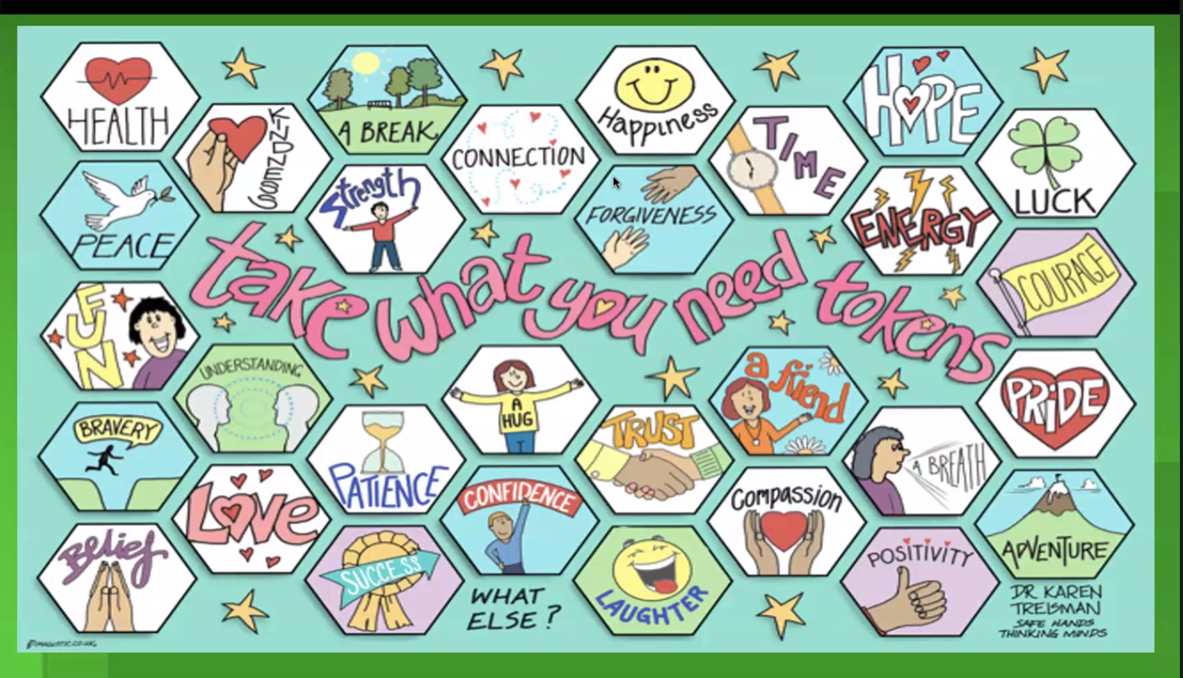 HEALTH
KINDNESS
A BREAK
CONNECTION
Happiness
TIME
HOPE
LUCK
PEACE
Strength
FORGIVENESS
ENERGY
COURAGE
take what you need tokens
FUN
UNDERSTANDING
A
HUG
a friend
PRiDE
BRAVERY
PATIENCE
TRUST
A BREATH
LOVE
CONFIDENCE
COMPASSION
ADVENTURE
Belief
SUCCESS
WHAT
ELSE?
LAUGHTER
POSITIVITY
DR KAREN
TREISMAN
SAFE HANDS
THINKING MINDS